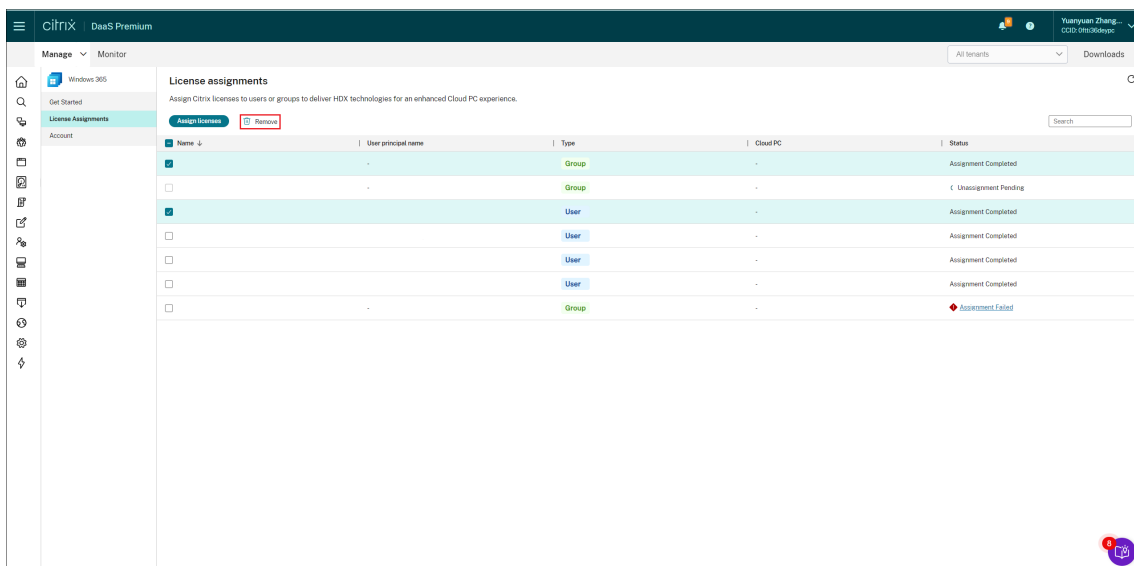 citrix | DaaS Premium
Yuanyuan Zhang...
CCID: 0ftti36deypc
Manage Monitor
All tenants
Downloads
Windows 365
Get Started
License Assignments
Account
License assignments
Assign Citrix licenses to users or groups to deliver HDX technologies for an enhanced Cloud PC experience.
Assign licenses Remove
Search
Name ↓ | User principal name | Type | Cloud PC | Status
- Group - Assignment Completed
- Group - Unassignment Pending
User - Assignment Completed
User - Assignment Completed
User - Assignment Completed
User - Assignment Completed
- Group - Assignment Failed
8